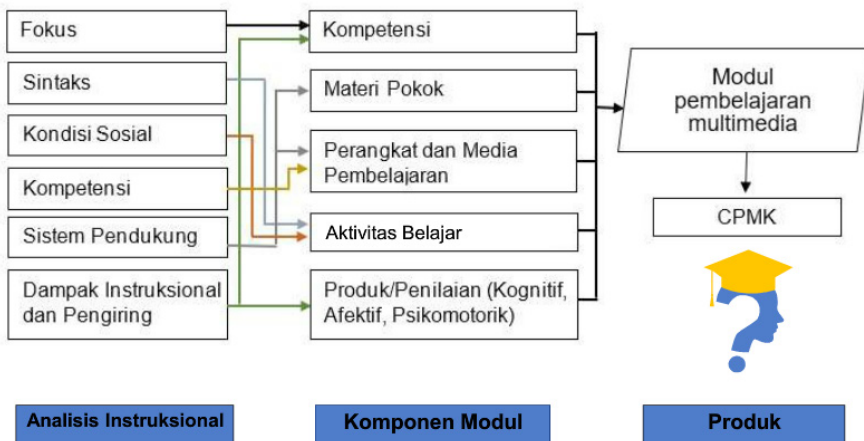 Fokus
Sintaks
Kondisi Sosial
Kompetensi
Sistem Pendukung
Dampak Instruksional
dan Pengiring
Kompetensi
Materi Pokok
Perangkat dan Media
Pembelajaran
Aktivitas Belajar
Produk/Penilaian (Kognitif,
Afektif, Psikomotorik)
Modul
pembelajaran
multimedia
CPMK
Analisis Instruksional
Komponen Modul
Produk